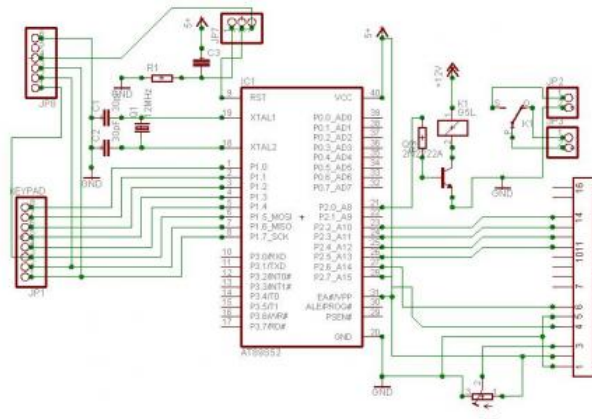 JP7
5+
5+
C3
R1
GND
+12V
JP6
IC1
K1
G5L
JP2
JP3
K1
C1
30pF
Q1
2MHz
C2
30pF
GND
GND
9 RST
VCC 40
19 XTAL1
P0.0_AD0 39
P0.1_AD1
P0.2_AD2
18 XTAL2
P0.3_AD3
P0.4_AD4
P0.5_AD5
P0.6_AD6
P0.7_AD7 32
KEYPAD
1 P1.0
2 P1.1
3 P1.2
4 P1.3
5 P1.4
6 P1.5_MOSI
7 P1.6_MISO
8 P1.7_SCK
P2.0_A8 21
P2.1_A9 22
P2.2_A10 23
P2.3_A11 24
P2.4_A12 25
P2.5_A13 26
P2.6_A14 27
P2.7_A15 28
10 P3.0/RXD
11 P3.1/TXD
12 P3.2/INT0#
13 P3.3/INT1#
14 P3.4/T0
15 P3.5/T1
16 P3.6/WR#
17 P3.7/RD#
EA#/VPP 31
ALE/PROG# 30
PSEN# 29
GND 20
JP1
AT89S52
GND
16
14
11
10
7
6
5
4
3
1